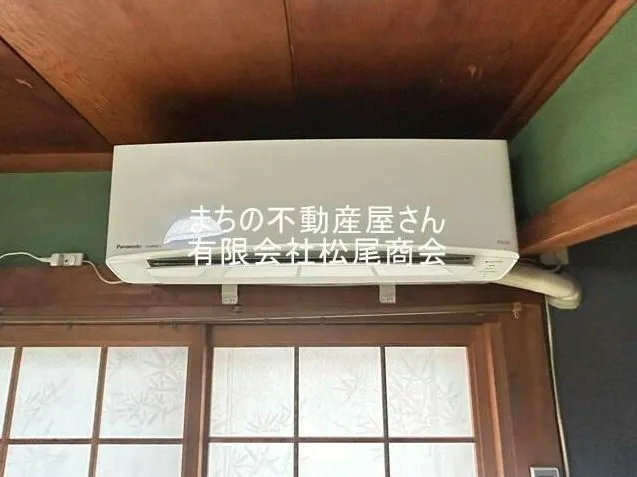 まちの不動産屋さん
有限会社松尾商会
Panasonic